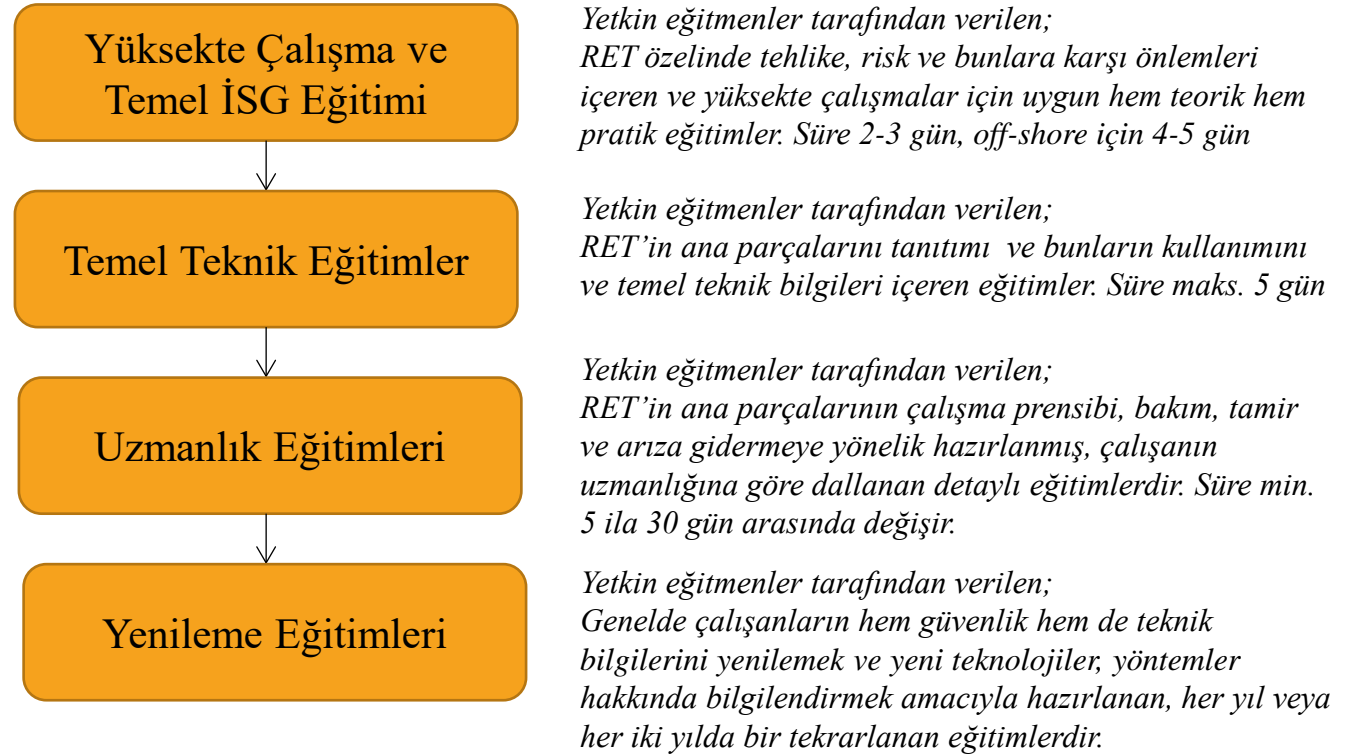 Yüksekte Çalışma ve
Temel İSG Eğitimi
Yetkin eğitmenler tarafından verilen;
RET özelinde tehlike, risk ve bunlara karşı önlemleri
içeren ve yüksekte çalışmalar için uygun hem teorik hem
pratik eğitimler. Süre 2-3 gün, off-shore için 4-5 gün
Temel Teknik Eğitimler
Yetkin eğitmenler tarafından verilen;
RET’in ana parçalarını tanıtımı ve bunların kullanımını
ve temel teknik bilgileri içeren eğitimler. Süre maks. 5 gün
Uzmanlık Eğitimleri
Yetkin eğitmenler tarafından verilen;
RET’in ana parçalarının çalışma prensibi, bakım, tamir
ve arıza gidermeye yönelik hazırlanmış, çalışanın
uzmanlığına göre dallanan detaylı eğitimlerdir. Süre min.
5 ila 30 gün arasında değişir.
Yenileme Eğitimleri
Yetkin eğitmenler tarafından verilen;
Genelde çalışanların hem güvenlik hem de teknik
bilgilerini yenilemek ve yeni teknolojiler, yöntemler
hakkında bilgilendirmek amacıyla hazırlanan, her yıl veya
her iki yılda bir tekrarlanan eğitimlerdir.